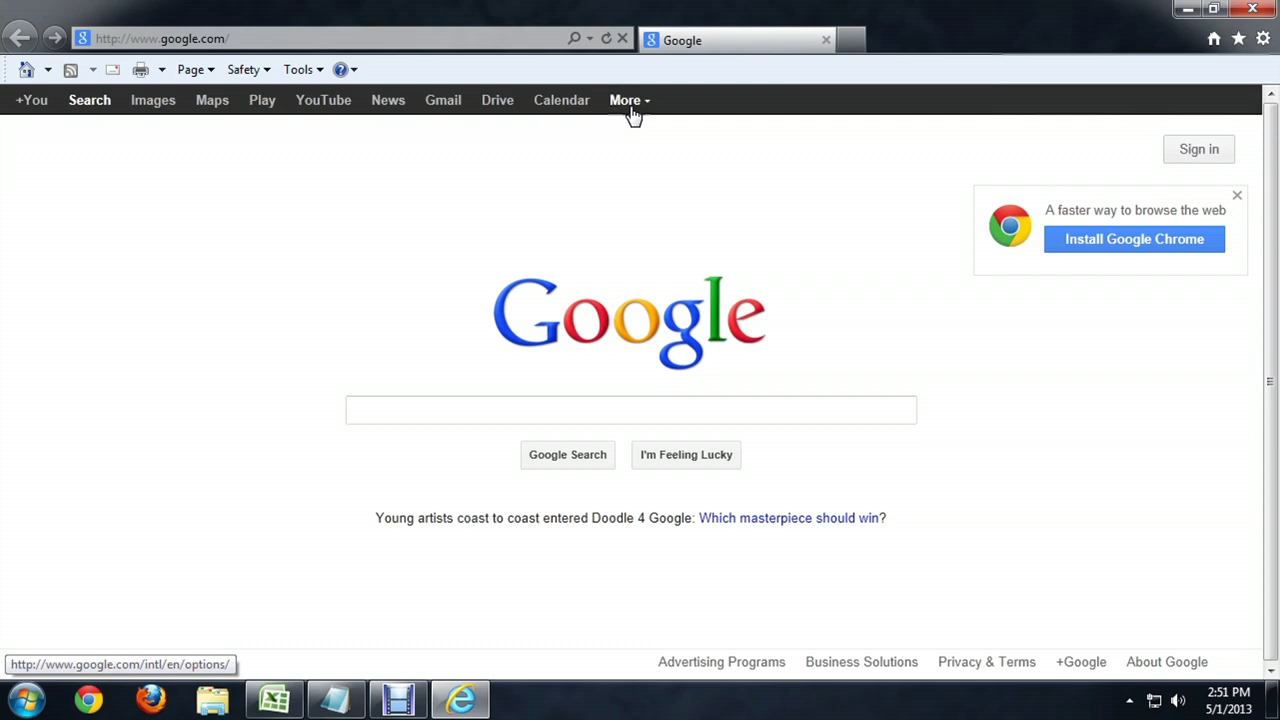 http://www.google.com/
Google
Page
Safety
Tools
+You Search Images Maps Play YouTube News Gmail Drive Calendar More
Sign in
A faster way to browse the web
Install Google Chrome
Google
Google Search
I'm Feeling Lucky
Young artists coast to coast entered Doodle 4 Google: Which masterpiece should win?
http://www.google.com/intl/en/options/
Advertising Programs Business Solutions Privacy & Terms +Google About Google
2:51 PM
5/1/2013